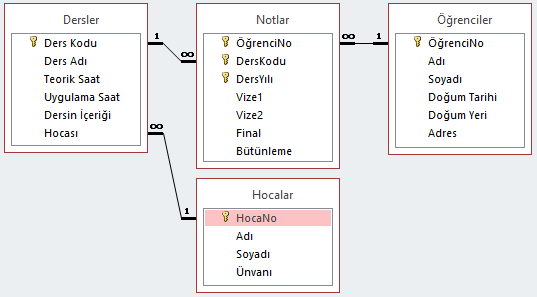 Dersler
Ders Kodu
Ders Adı
Teorik Saat
Uygulama Saat
Dersin İçeriği
Hocası
1
∞
∞
1
Notlar
ÖğrenciNo
DersKodu
DersYılı
Vize1
Vize2
Final
Bütünleme
∞
1
Öğrenciler
ÖğrenciNo
Adı
Soyadı
Doğum Tarihi
Doğum Yeri
Adres
Hocalar
HocaNo
Adı
Soyadı
Ünvanı